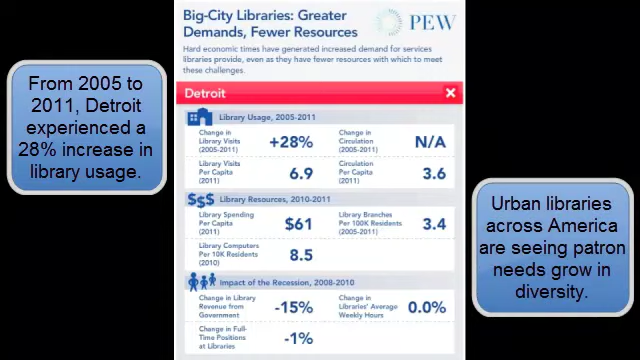 Big-City Libraries: Greater
Demands, Fewer Resources
PEW
Hard economic times have generated increased demand for services
libraries provide, even as they have fewer resources with which to meet
these challenges.
From 2005 to
2011, Detroit
experienced a
28% increase in
library usage.
Detroit
Library Usage, 2005-2011
Change in
Library Visits
(2005-2011)
+28%
Change in
Circulation
(2005-2011)
N/A
Library Visits
Per Capita
(2011)
6.9
Circulation
Per Capita
(2011)
3.6
$$$ Library Resources, 2010-2011
Library Spending
Per Capita
(2011)
$61
Library Branches
Per 100K Residents
(2005-2011)
3.4
Library Computers
Per 10K Residents
(2010)
8.5
Impact of the Recession, 2008-2010
Change in Library
Revenue from
Government
-15%
Change in
Libraries' Average
Weekly Hours
0.0%
Change in Full-
Time Positions
at Libraries
-1%
Urban libraries
across America
are seeing patron
needs grow in
diversity.